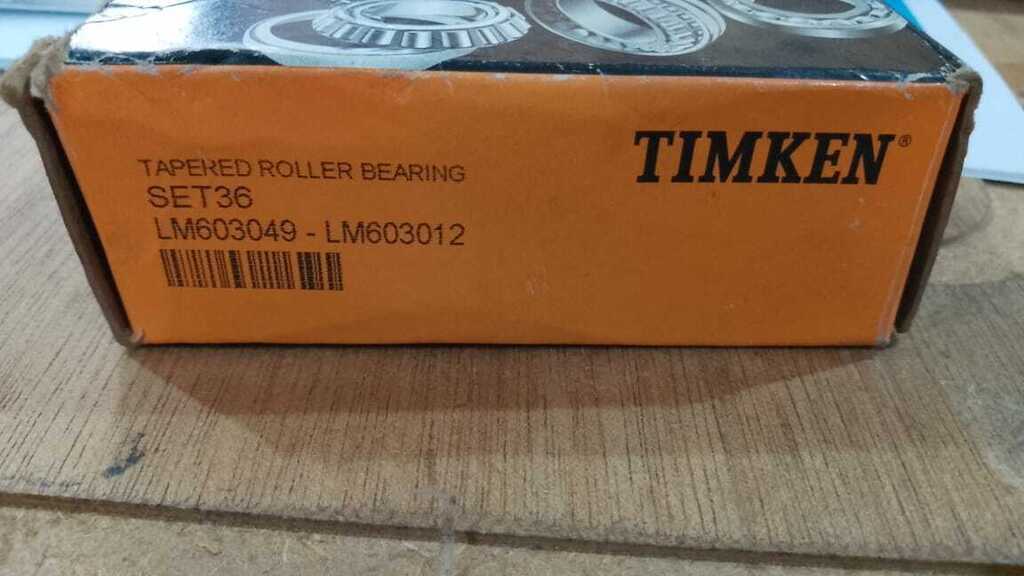 TIMKEN®
TAPERED ROLLER BEARING
SET36
LM603049 - LM603012